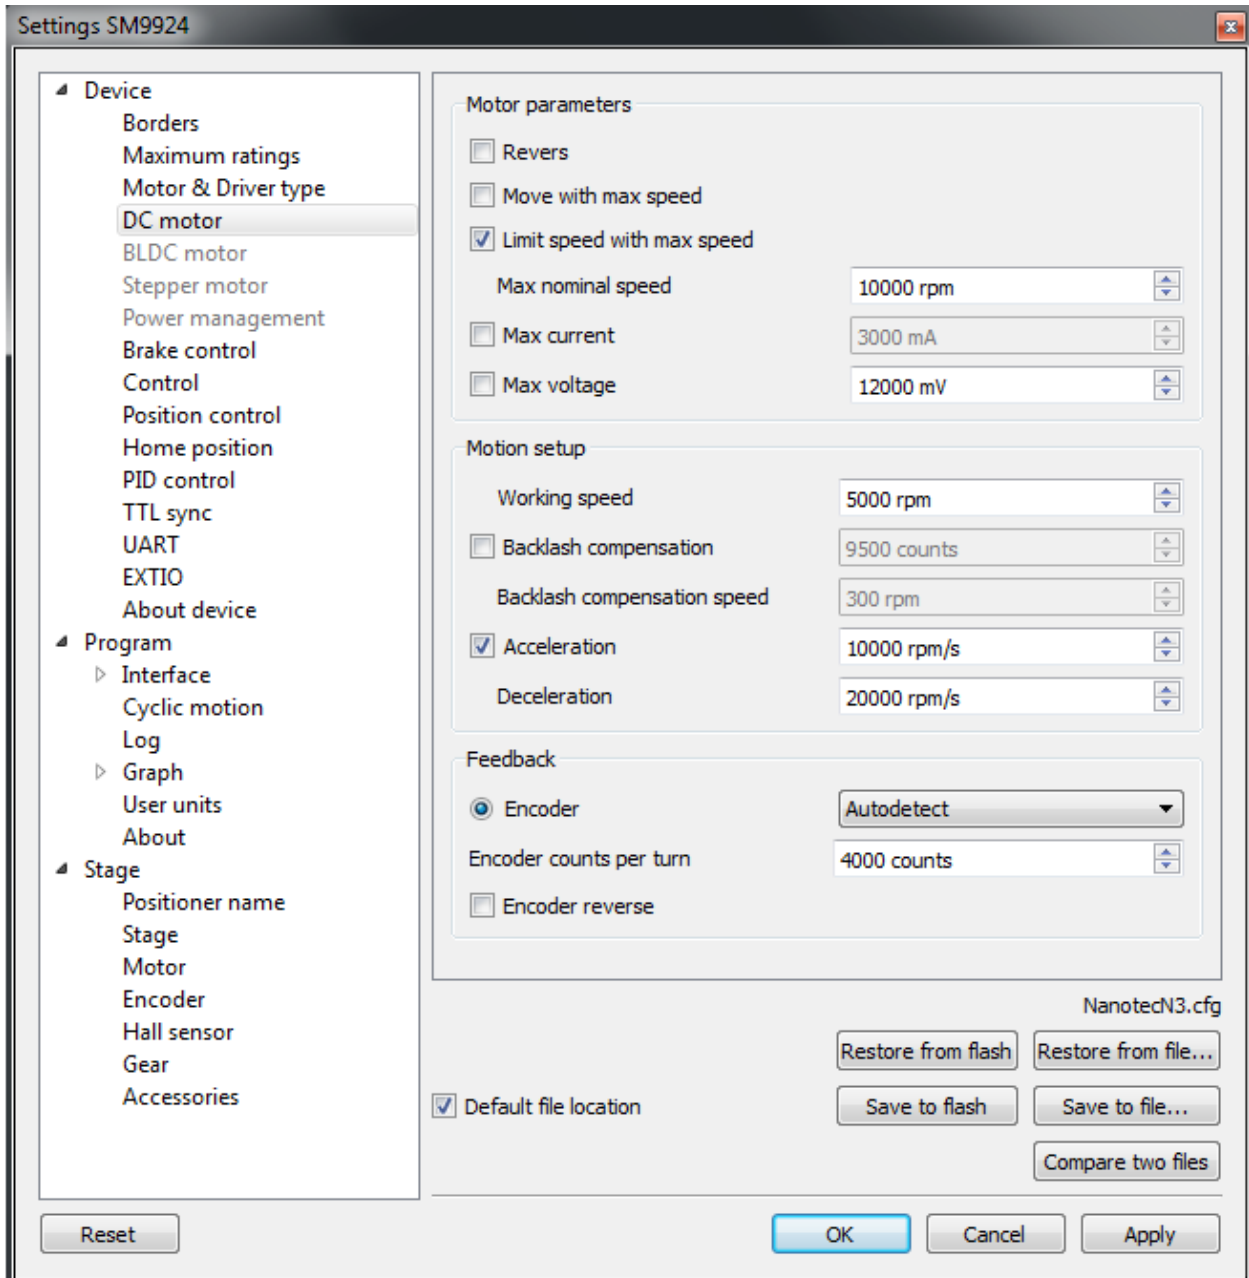 Settings SM9924
Device
Borders
Maximum ratings
Motor & Driver type
DC motor
BLDC motor
Stepper motor
Power management
Brake control
Control
Position control
Home position
PID control
TTL sync
UART
EXTIO
About device
Program
Interface
Cyclic motion
Log
Graph
User units
About
Stage
Positioner name
Stage
Motor
Encoder
Hall sensor
Gear
Accessories
Motor parameters
Revers
Move with max speed
Limit speed with max speed
Max nominal speed 10000 rpm
Max current 3000 mA
Max voltage 12000 mV
Motion setup
Working speed 5000 rpm
Backlash compensation 9500 counts
Backlash compensation speed 300 rpm
Acceleration 10000 rpm/s
Deceleration 20000 rpm/s
Feedback
Encoder Autodetect
Encoder counts per turn 4000 counts
Encoder reverse
NanotecN3.cfg
Restore from flash Restore from file...
Default file location Save to flash Save to file...
Compare two files
Reset OK Cancel Apply